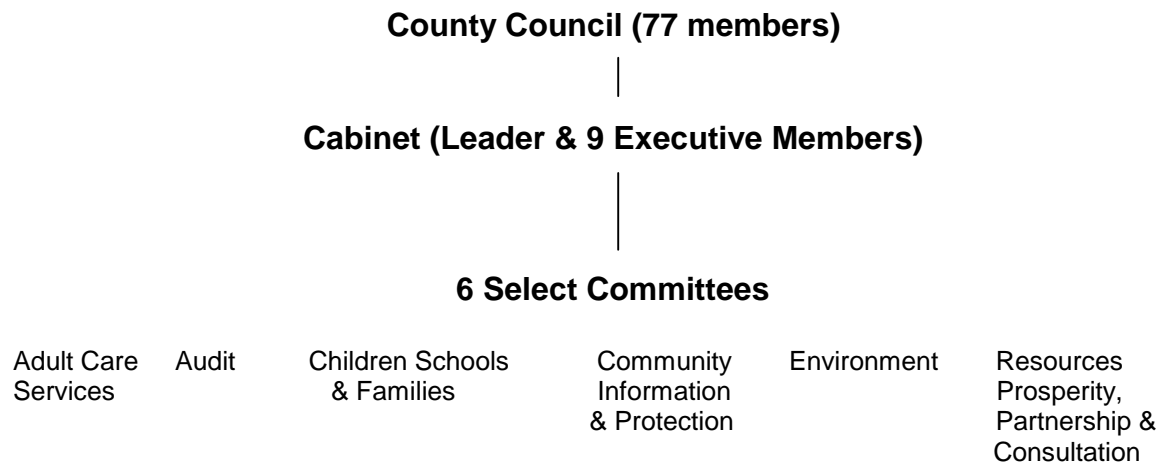 County Council (77 members)
Cabinet (Leader & 9 Executive Members)
6 Select Committees
Adult Care
Services
Audit
Children Schools
& Families
Community
Information
& Protection
Environment
Resources
Prosperity,
Partnership &
Consultation